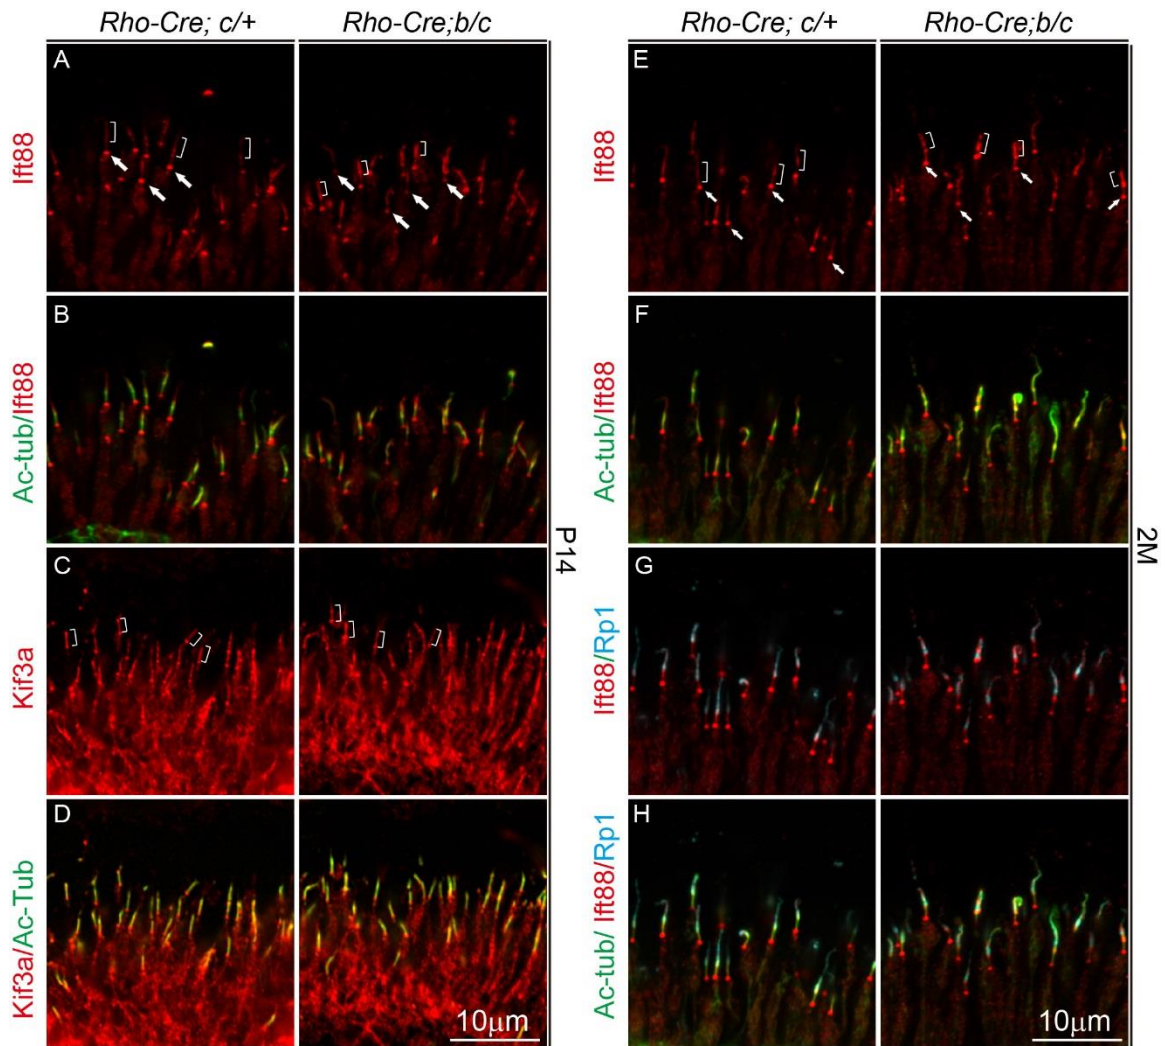 Rho-Cre; c/+ Rho-Cre;b/c
Rho-Cre; c/+ Rho-Cre;b/c
A
Ift88
B
Ac-tub/Ift88
C
Kif3a
D
Kif3a/Ac-Tub
10µm
P14
E
Ift88
F
Ac-tub/Ift88
G
Ift88/Rp1
H
Ac-tub/ Ift88/Rp1
10µm
2M